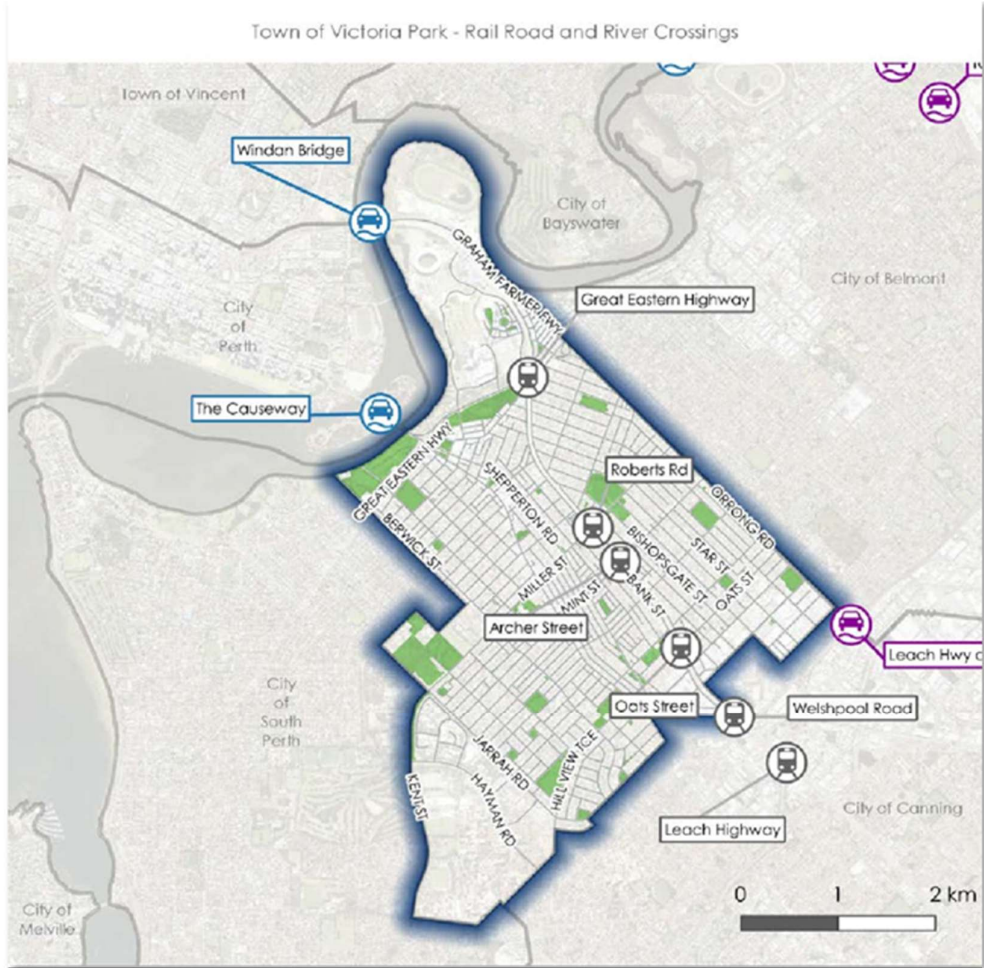 Town of Victoria Park - Rail Road and River Crossings
Town of Vincent
Windan Bridge
City of
Bayswater
GRAHAM FARMER FWY
City of Belmont
Great Eastern Highway
City
of
Perth
The Causeway
GREAT EASTERN HWY
SHEPPERTON RD
Roberts Rd
ORRONG RD
BERWICK ST
BISHOPSGATE ST
STAR ST
OATS ST
MILLER ST
MINT ST
BANK ST
Archer Street
Leach Hwy
City
of
South
Perth
Oats Street
Welshpool Road
JARRAH RD
HILL VIEW TCE
KENT ST
HAYMAN RD
City of Canning
Leach Highway
0 1 2 km
City of
Melville